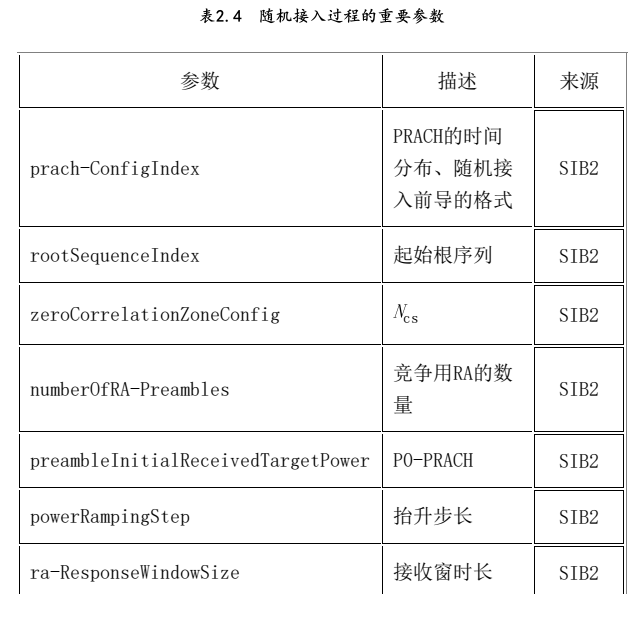 表2.4 随机接入过程的重要参数
参数 描述 来源
prach-ConfigIndex PRACH的时间
分布、随机接
入前导的格式 SIB2
rootSequenceIndex 起始根序列 SIB2
zeroCorrelationZoneConfig Ncs SIB2
numberOfRA-Preambles 竞争用RA的数
量 SIB2
preambleInitialReceivedTargetPower PO-PRACH SIB2
powerRampingStep 抬升步长 SIB2
ra-ResponseWindowSize 接收窗时长 SIB2